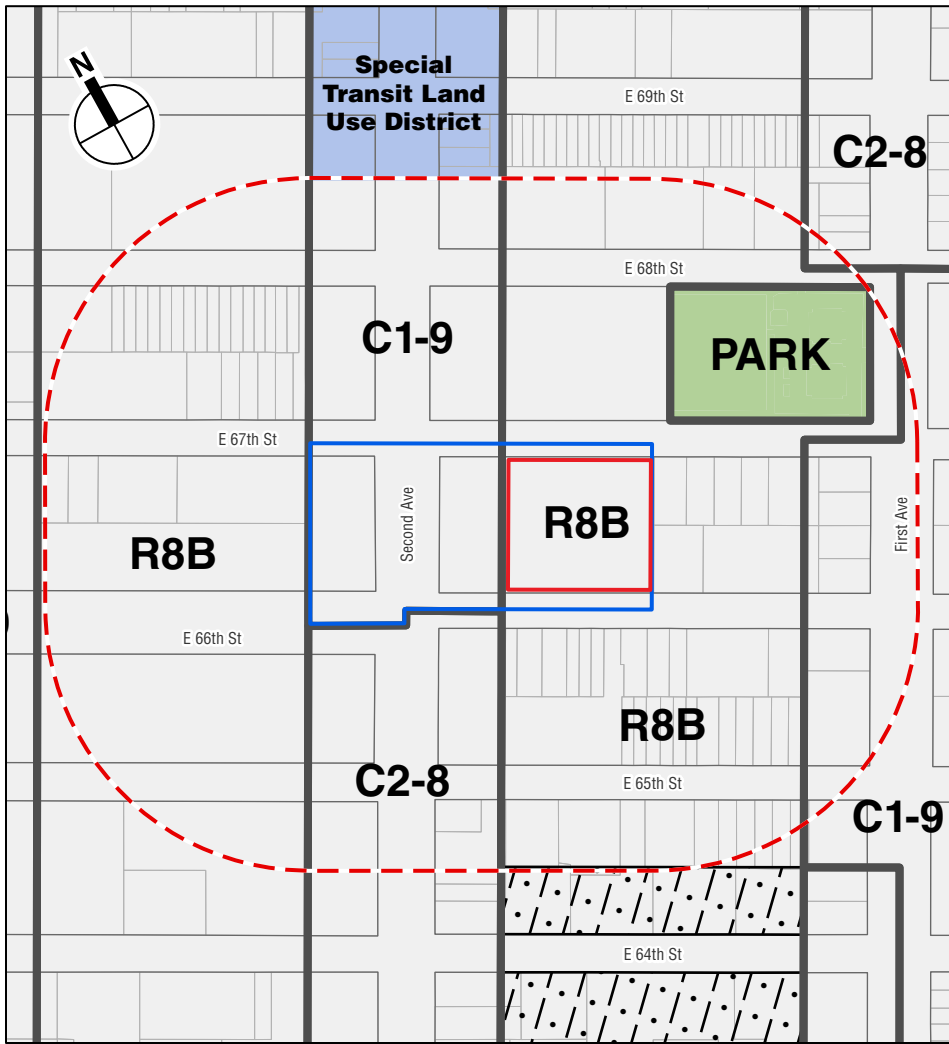 N
Special
Transit Land
Use District
E 69th St
C2-8
E 68th St
C1-9
PARK
E 67th St
Second Ave
R8B
First Ave
R8B
E 66th St
R8B
C2-8
E 65th St
C1-9
E 64th St